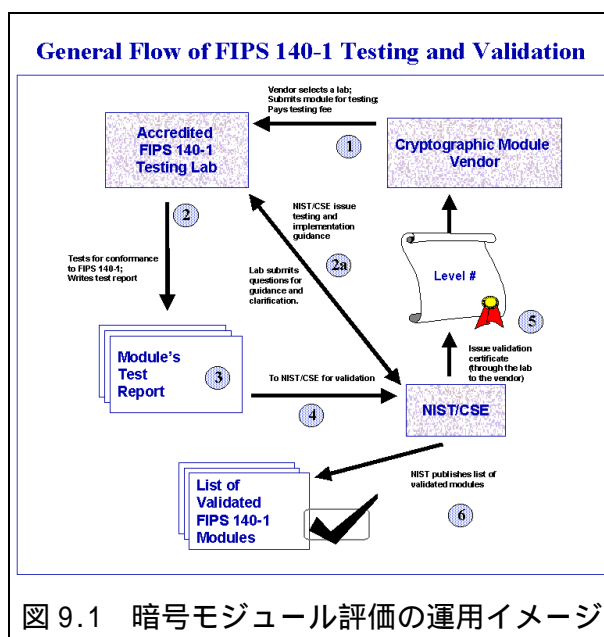 General Flow of FIPS 140-1 Testing and Validation
Vendor selects a lab;
Submits module for testing;
Pays testing fee
Accredited
FIPS 140-1
Testing Lab
1
Cryptographic Module
Vendor
2
NIST/CSE issue
testing and
implementation
guidance
2a
Tests for conformance
to FIPS 140-1;
Writes test report
Lab submits
questions for
guidance and
clarification.
Level #
5
Module's
Test
Report
3
To NIST/CSE for validation
4
Issue validation
certificate
(through the lab
to the vendor)
NIST/CSE
List of
Validated
FIPS 140-1
Modules
NIST publishes list of
validated modules
6
図 9.1 暗号モジュール評価の運用イメージ